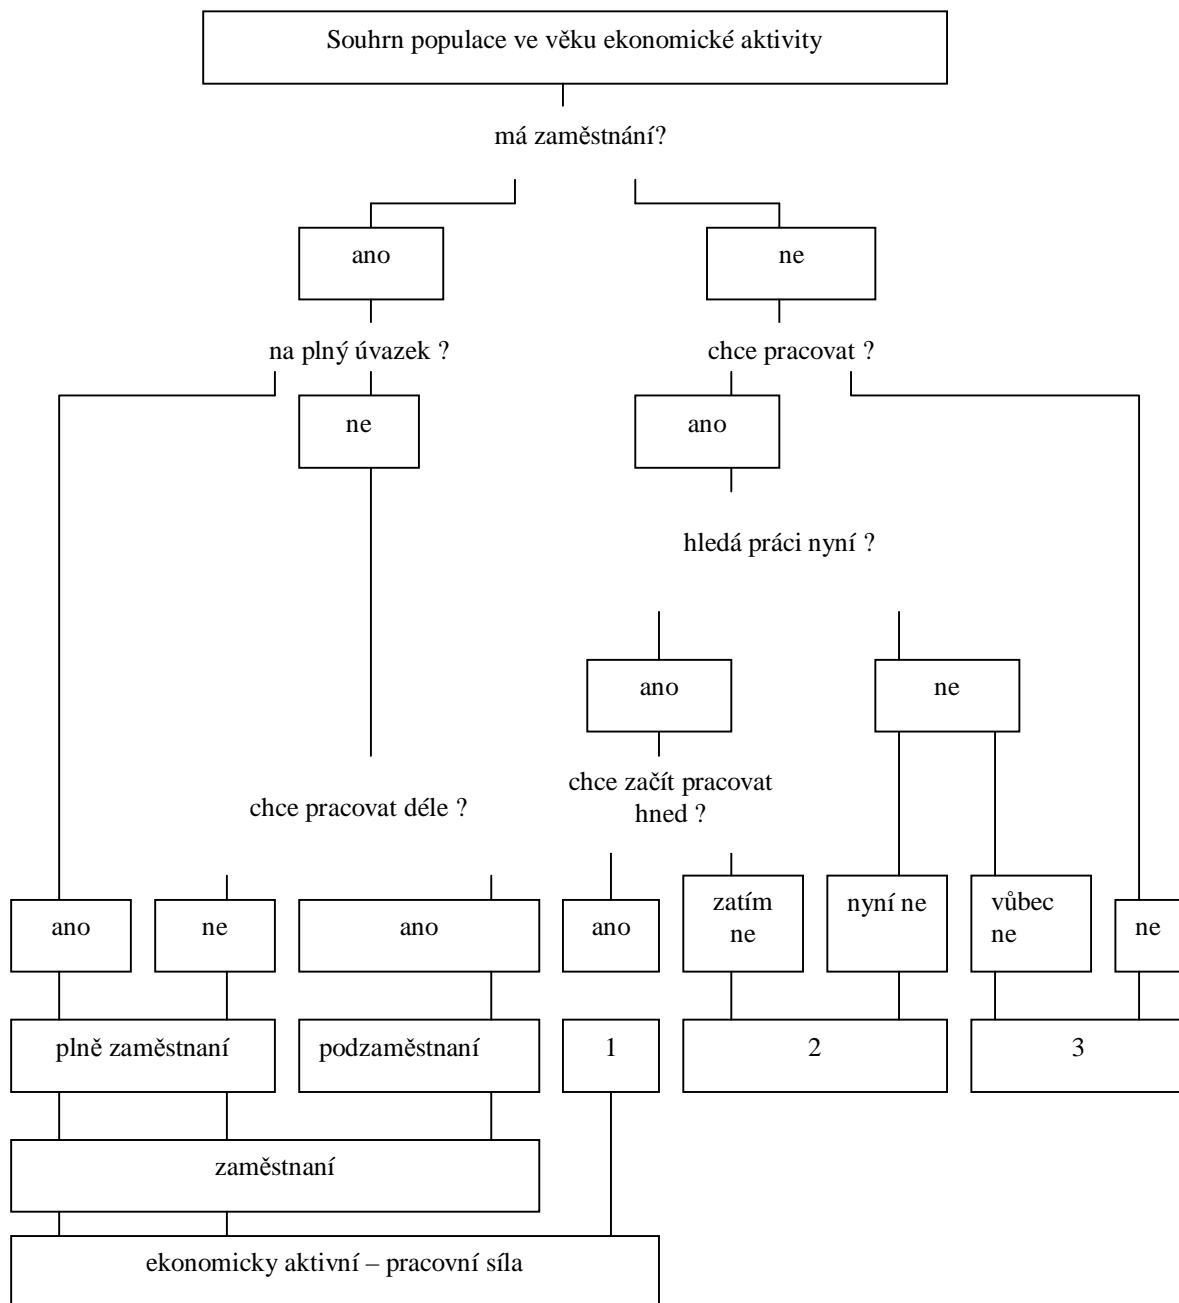 Souhrn populace ve věku ekonomické aktivity
má zaměstnání?
ano
ne
na plný úvazek ?
chce pracovat ?
ne
ano
hledá práci nyní ?
ano
ne
chce pracovat déle ?
chce začít pracovat
hned ?
ano
ne
ano
ano
zatím
ne
nyní ne
vůbec
ne
ne
plně zaměstnaní
podzaměstnaní
1
2
3
zaměstnaní
ekonomicky aktivní – pracovní síla